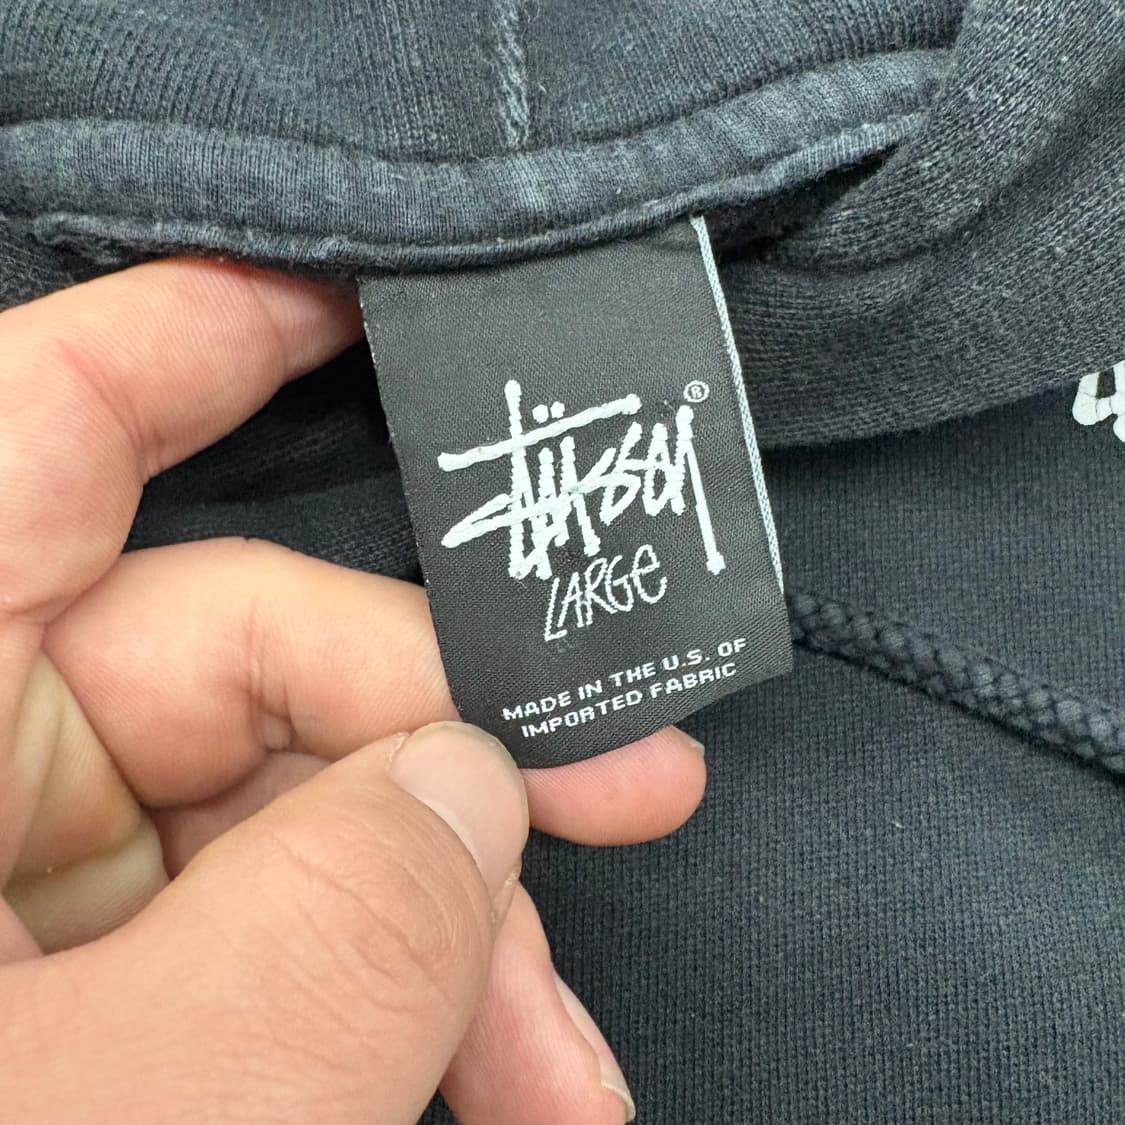 Stüssy®
LARGe
MADE IN THE U.S. OF
IMPORTED FABRIC